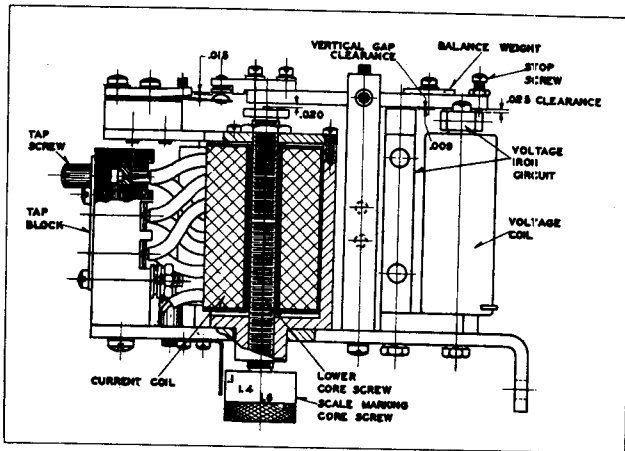 .015
VERTICAL GAP
CLEARANCE
BALANCE WEIGHT
STOP
SCREW
.025 CLEARANCE
.020
.009
TAP
SCREW
VOLTAGE
IRON
CIRCUIT
TAP
BLOCK
VOLTAGE
COIL
CURRENT COIL
LOWER
CORE SCREW
1.4
1.6
SCALE MARKING
CORE SCREW